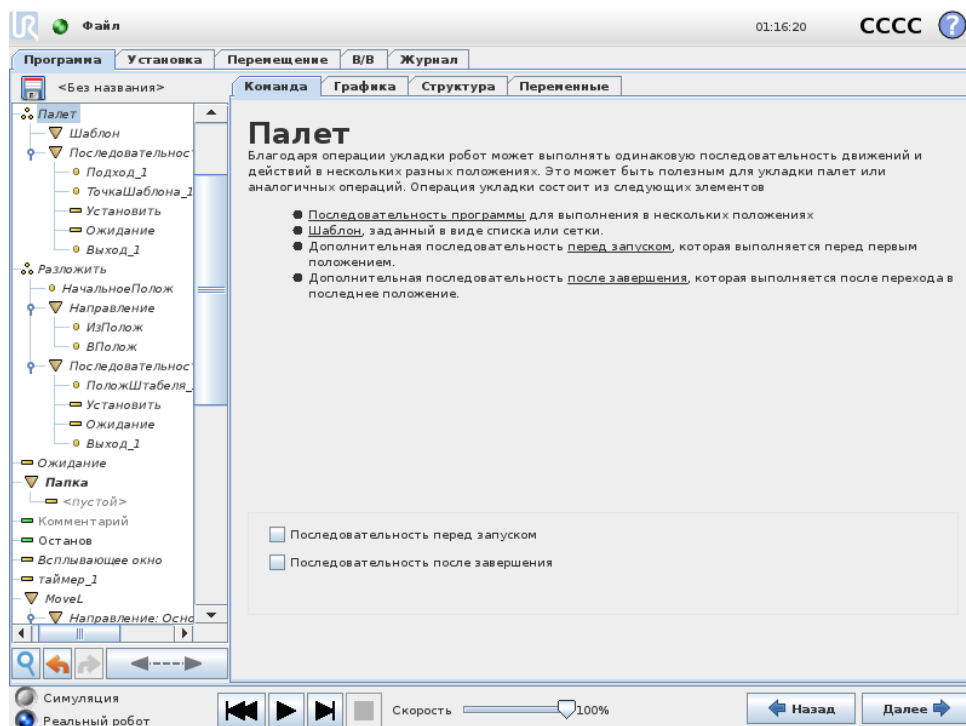 UR Файл 01:16:20 CCCC ?
Программа Установка Перемещение В/В Журнал
<Без названия>
Команда Графика Структура Переменные
Палет
Шаблон
Последовательнос
Подход_1
ТочкаШаблона_1
Установить
Ожидание
Выход_1
Разложить
НачальноеПолож
Направление
ИзПолож
ВПолож
Последовательнос
ПоложШтабеля_
Установить
Ожидание
Выход_1
Ожидание
Папка
<пустой>
Комментарий
Останов
Всплывающее окно
таймер_1
MoveL
Направление: Осно
Палет
Благодаря операции укладки робот может выполнять одинаковую последовательность движений и
действий в нескольких разных положениях. Это может быть полезным для укладки палет или
аналогичных операций. Операция укладки состоит из следующих элементов
● Последовательность программы для выполнения в нескольких положениях
● Шаблон, заданный в виде списка или сетки.
● Дополнительная последовательность перед запуском, которая выполняется перед первым
положением.
● Дополнительная последовательность после завершения, которая выполняется после перехода в
последнее положение.
Последовательность перед запуском
Последовательность после завершения
Симуляция
Реальный робот
Скорость 100%
Назад Далее